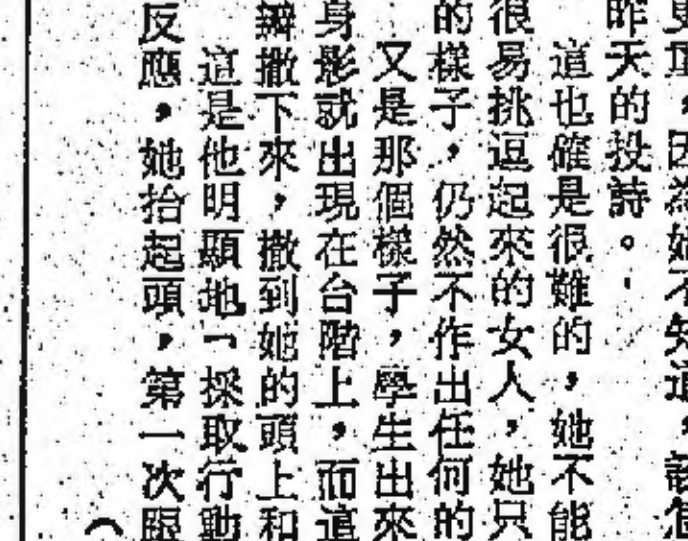 更重,因為她不知道,該怎
昨天的投詩。
這也確是很難的,她不能
很易挑逗起來的女人,她只
的樣子,仍然不作出任何的
又是那個樣子,學生出來
身影就出現在台階上,而這
瓣撒下來,撒到她的頭上和
這是他明顯地「採取行動
反應,她抬起頭,第一次跟
(